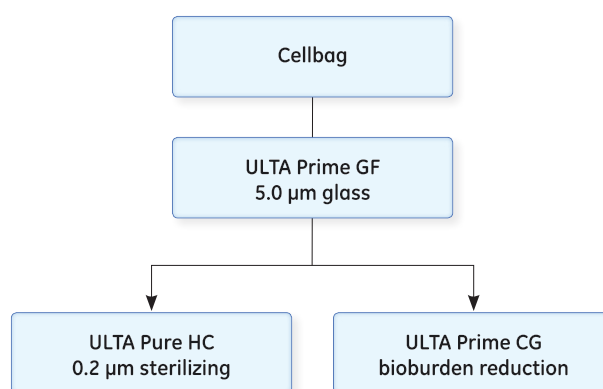 Cellbag
ULTA Prime GF
5.0 µm glass
ULTA Pure HC
0.2 µm sterilizing
ULTA Prime CG
bioburden reduction